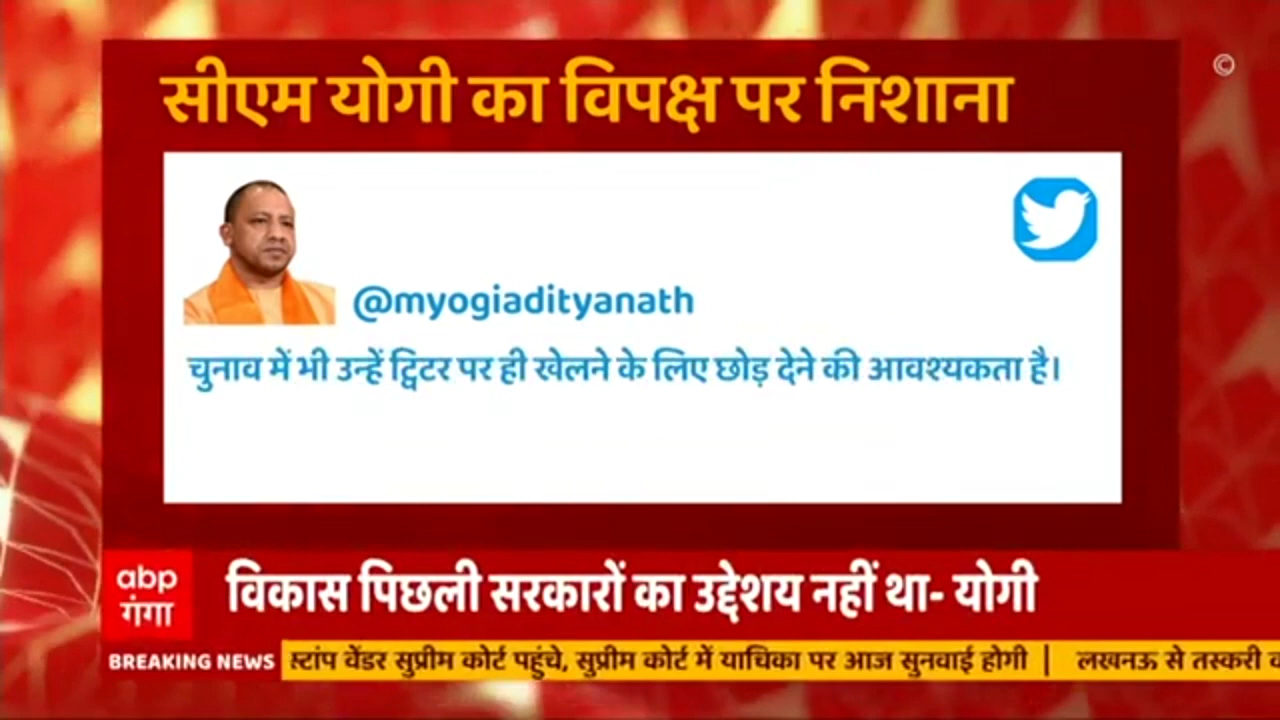 सीएम योगी का विपक्ष पर निशाना
©
@myogiadityanath
चुनाव में भी उन्हें ट्विटर पर ही खेलने के लिए छोड़ देने की आवश्यकता है।
abp
गंगा
विकास पिछली सरकारों का उद्देशय नहीं था- योगी
BREAKING NEWS
स्टांप वेंडर सुप्रीम कोर्ट पहुंचे, सुप्रीम कोर्ट में याचिका पर आज सुनवाई होगी | लखनऊ से तस्करी